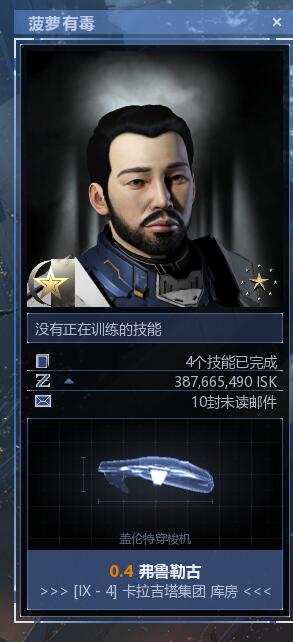 菠萝有毒
没有正在训练的技能
4个技能已完成
387,665,490 ISK
10封未读邮件
盖伦特穿梭机
0.4 弗鲁勒古
>>> [IX - 4] 卡拉吉塔集团 库房 <<<